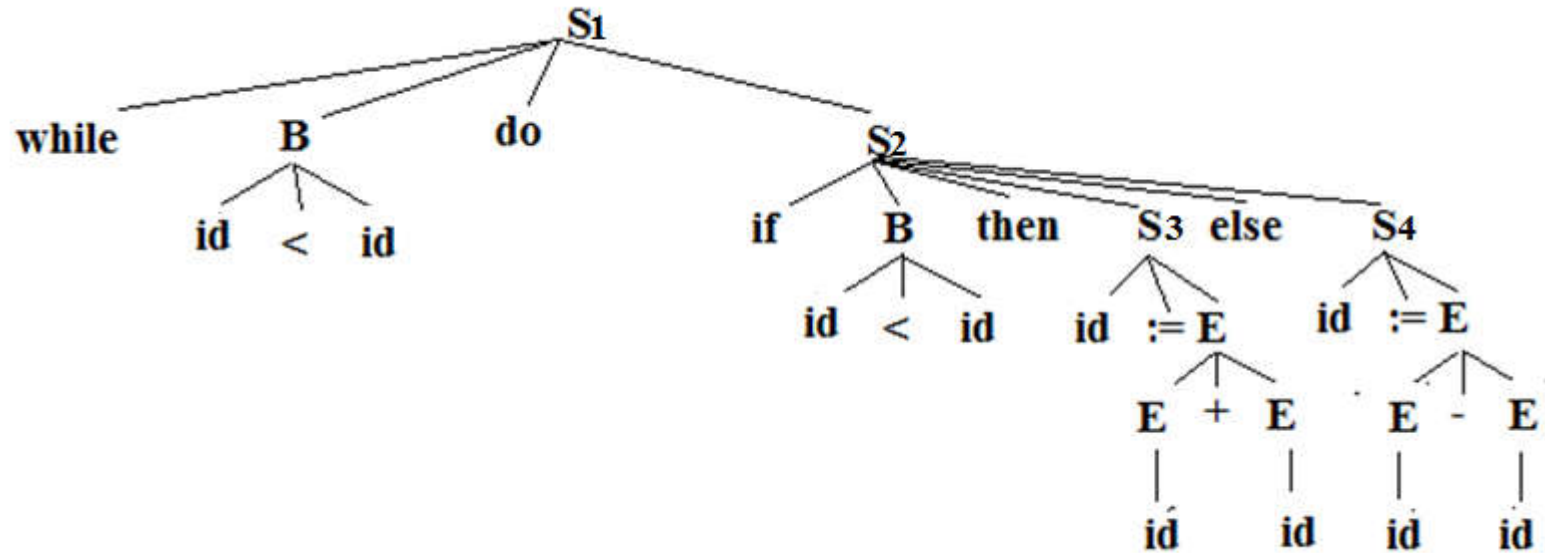 S1
while B do S2
id < id if B then S3 else S4
id < id id := E id := E
E + E E - E
id id id id